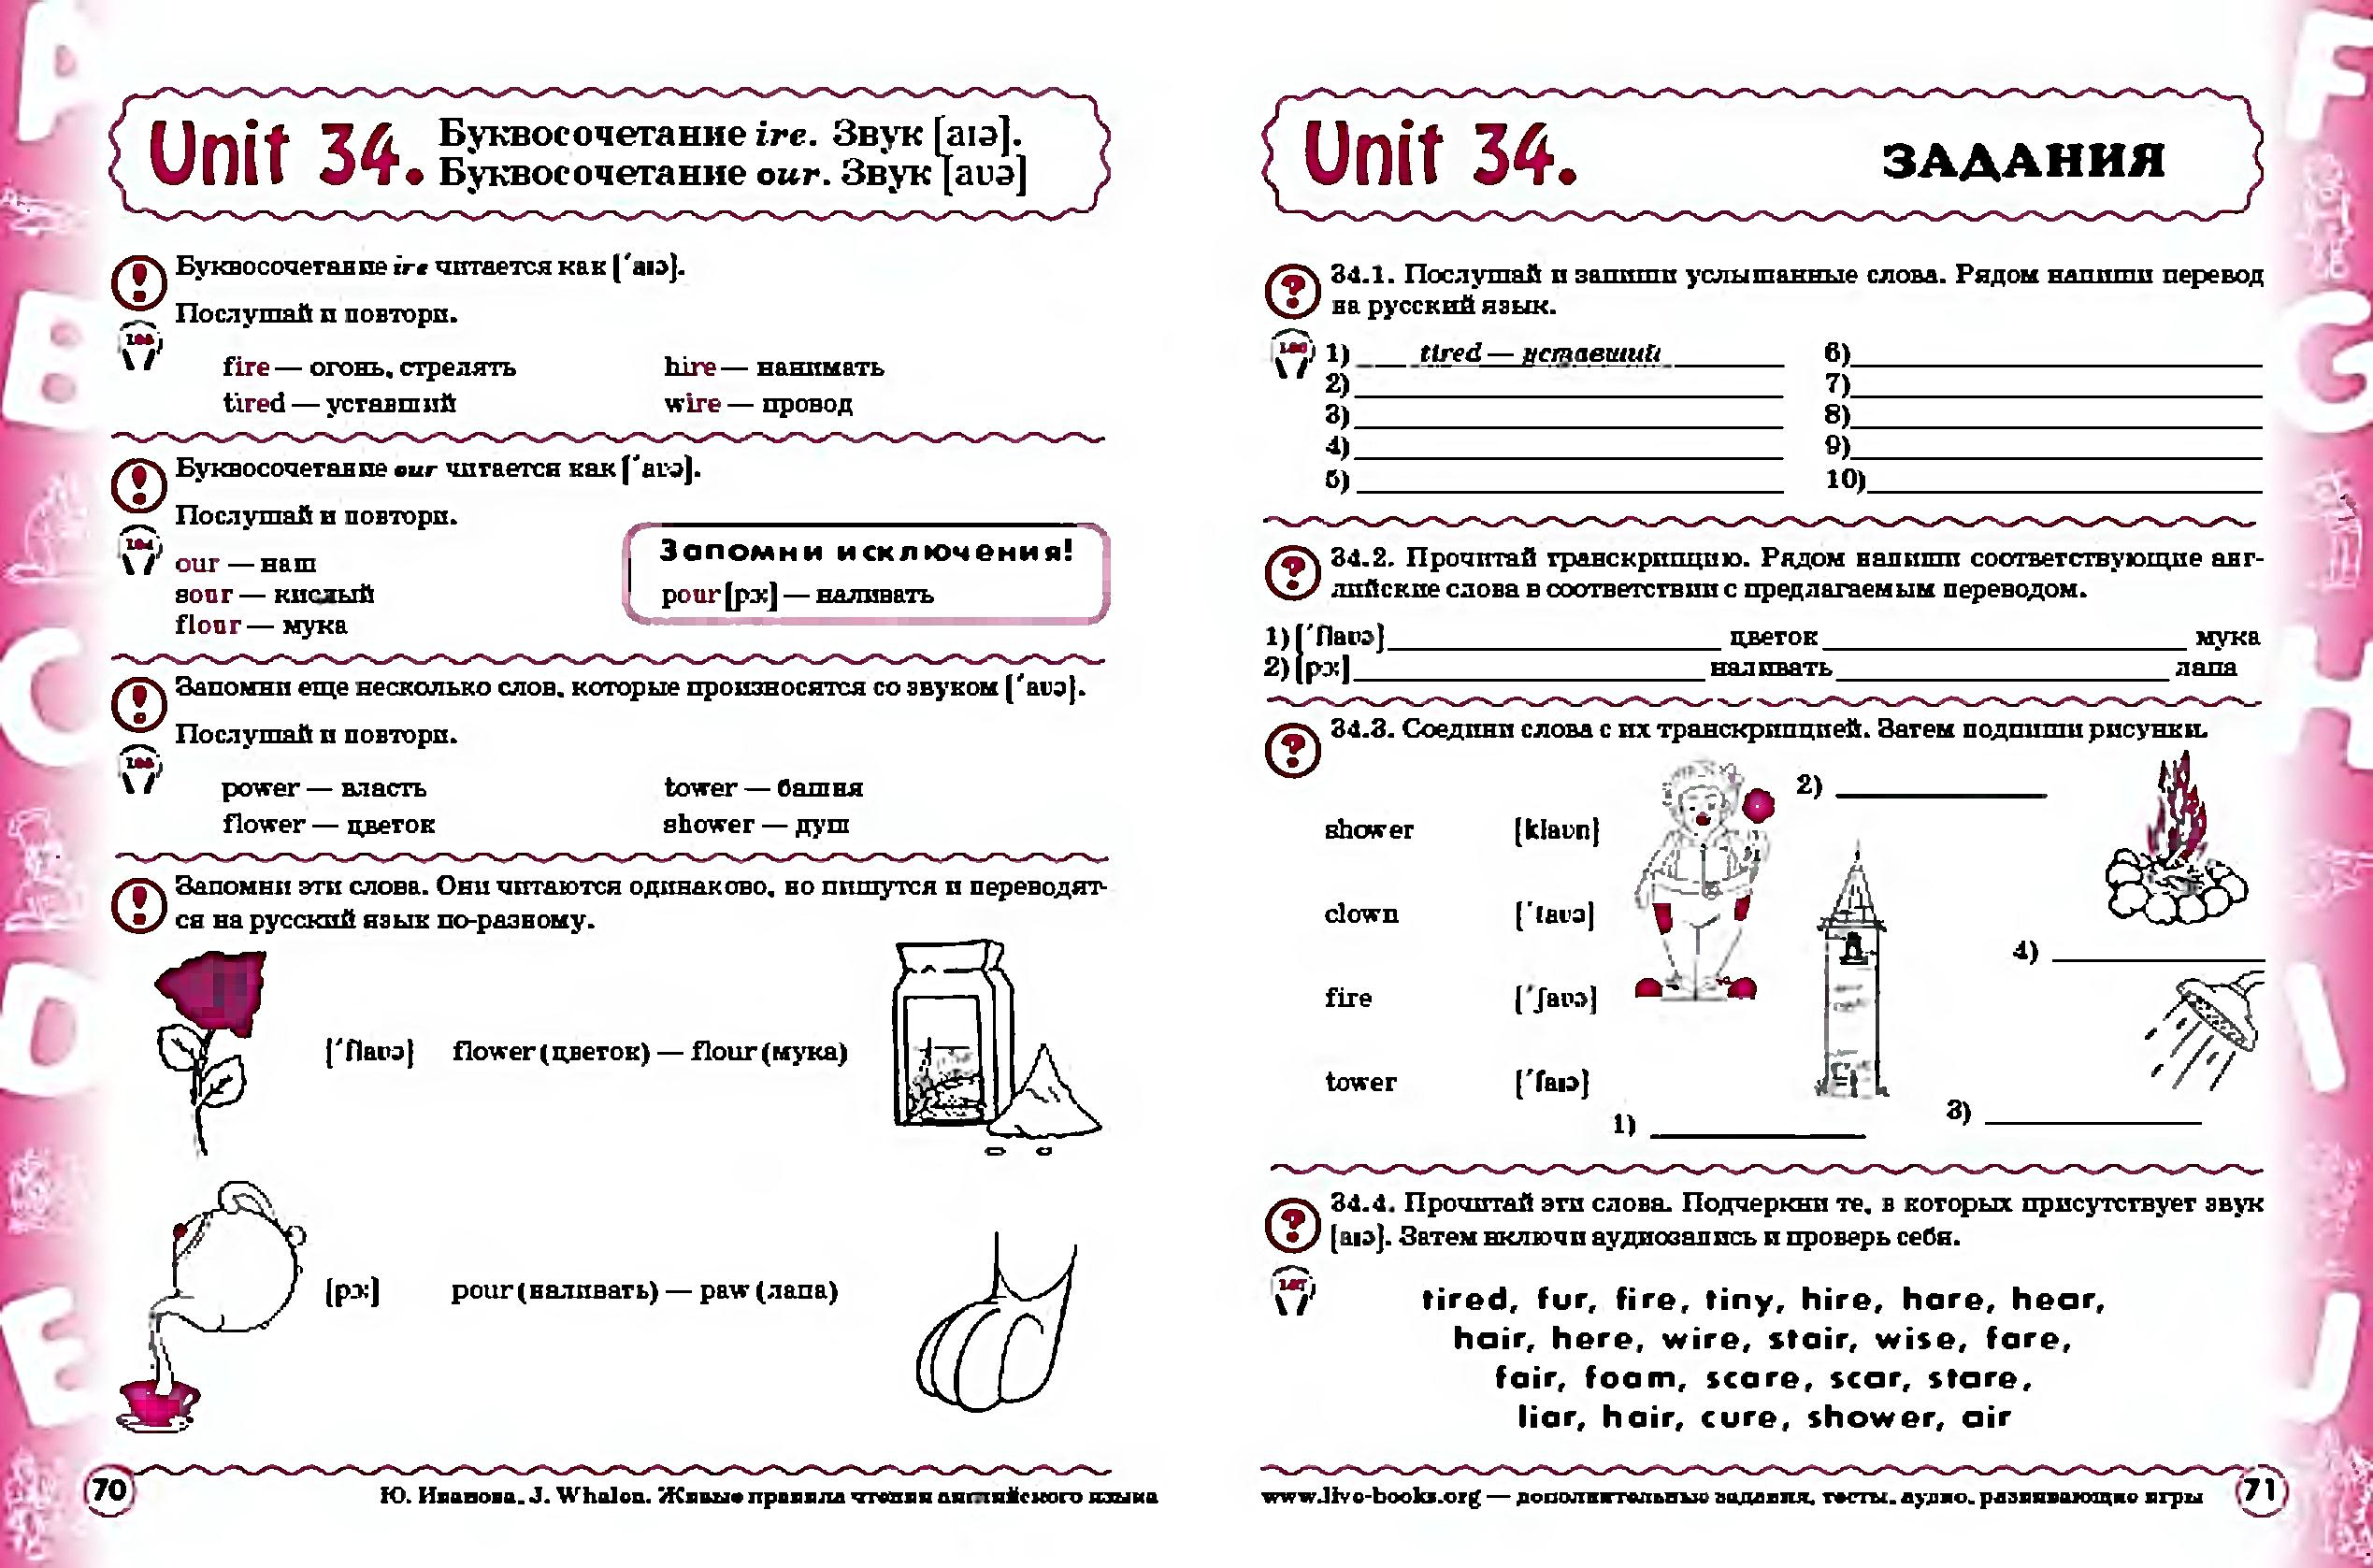 Unit 34. Буквосочетание ire. Звук [aɪə].
Буквосочетание our. Звук [aʊə]
Буквосочетание ire читается как [ˈaɪə].
Послушай и повтори.
fire — огонь, стрелять
hire — нанимать
tired — уставший
wire — провод
Буквосочетание our читается как [ˈaʊə].
Послушай и повтори.
our — наш
sour — кислый
flour — мука
Запомни исключения!
pour [pɔ:] — наливать
Запомни еще несколько слов, которые произносятся со звуком [ˈaʊə].
Послушай и повтори.
power — власть
tower — башня
flower — цветок
shower — душ
Запомни эти слова. Они читаются одинаково, но пишутся и переводят-
ся на русский язык по-разному.
[ˈflaʊə] flower (цветок) — flour (мука)
[pɔ:] pour (наливать) — paw (лапа)
70
Ю. Иванова, J. Whalen. Живые правила чтения английского языка
Unit 34. ЗАДАНИЯ
34.1. Послушай и запиши услышанные слова. Рядом напиши перевод
на русский язык.
1) tired — уставший
2)
3)
4)
5)
6)
7)
8)
9)
10)
34.2. Прочитай транскрипцию. Рядом напиши соответствующие анг-
лийские слова в соответствии с предлагаемым переводом.
1) [ˈflaʊə] цветок мука
2) [pɔ:] наливать лапа
34.3. Соедини слова с их транскрипцией. Затем подпиши рисунки.
shower [klaʊn]
clown [ˈtaʊə]
fire [ˈʃaʊə]
tower [ˈfaɪə]
2)
4)
3)
1)
34.4. Прочитай эти слова. Подчеркни те, в которых присутствует звук
[aɪə]. Затем включи аудиозапись и проверь себя.
tired, fur, fire, tiny, hire, hare, hear,
hair, here, wire, stair, wise, fare,
fair, foam, scare, scar, stare,
liar, hair, cure, shower, air
www.live-books.org — дополнительные задания, тесты, аудио, развивающие игры
71